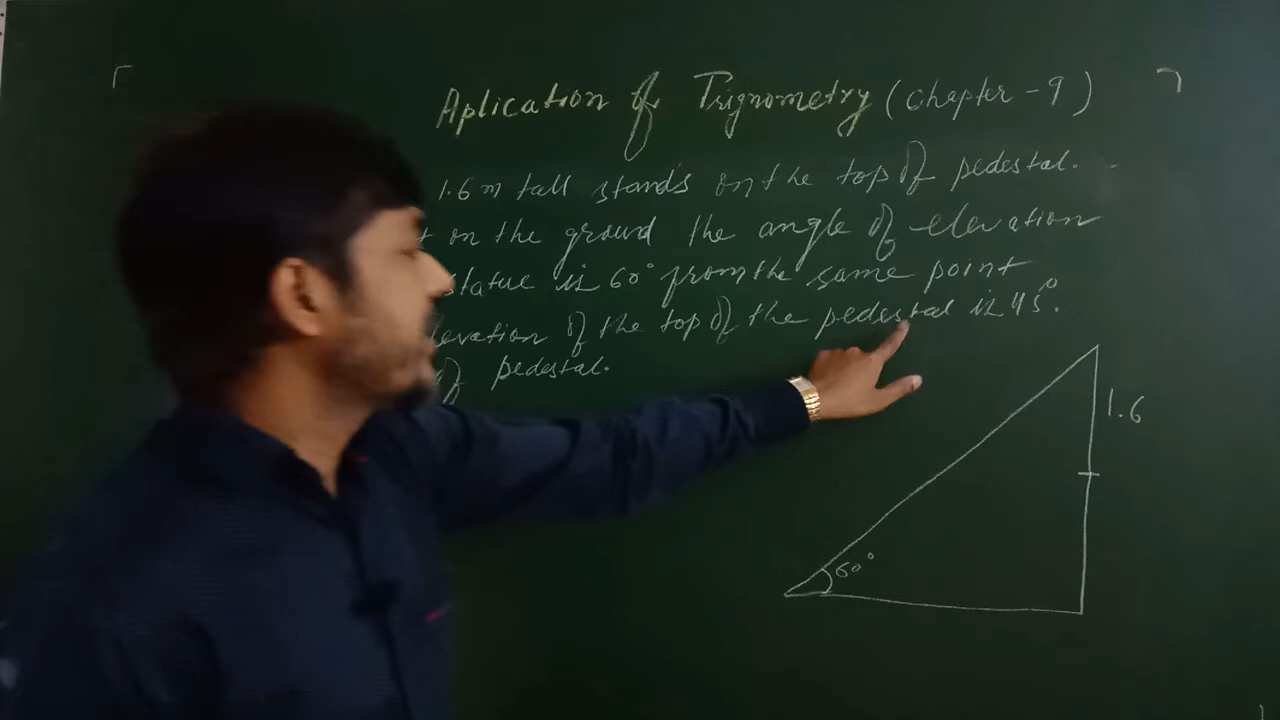 Aplication of Trignometry (Chapter-9)
1.6 m tall stands on the top of pedestal.
on the ground the angle of elevation
statue is 60° from the same point
levation of the top of the pedestal is 45°.
of pedestal.
1.6
60°